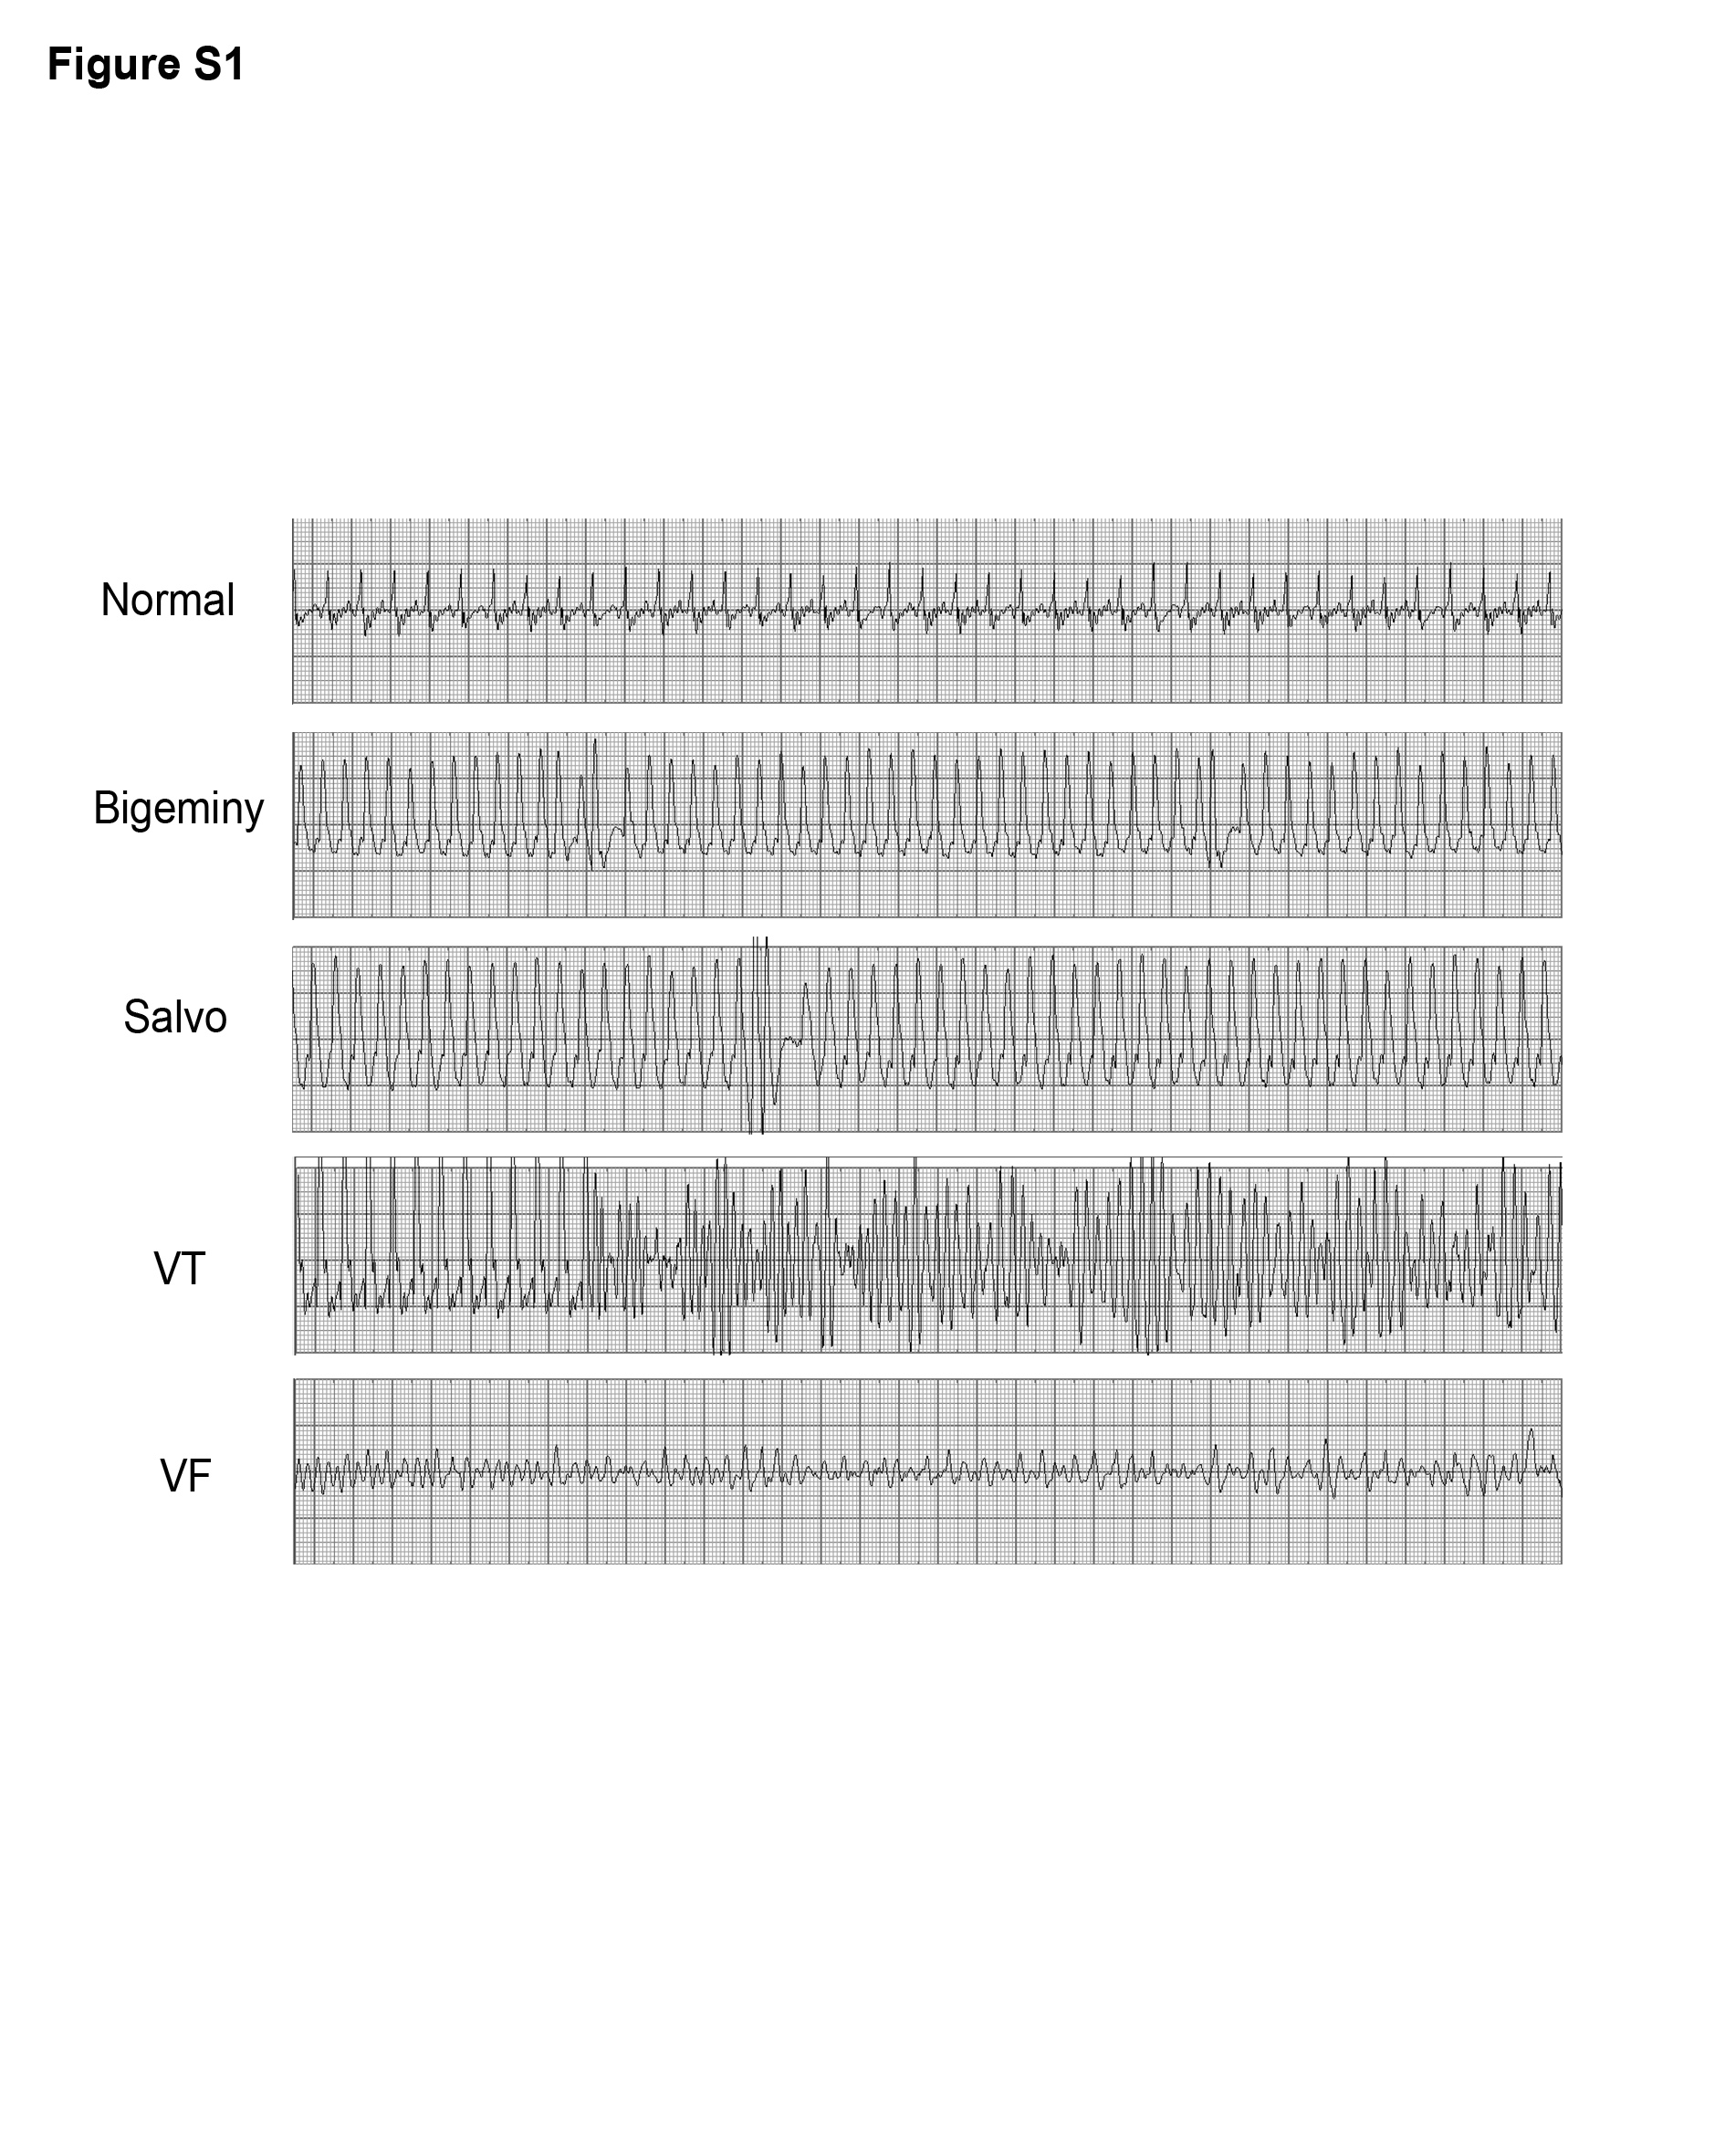 Figure S1
Normal
Bigeminy
Salvo
VT
VF